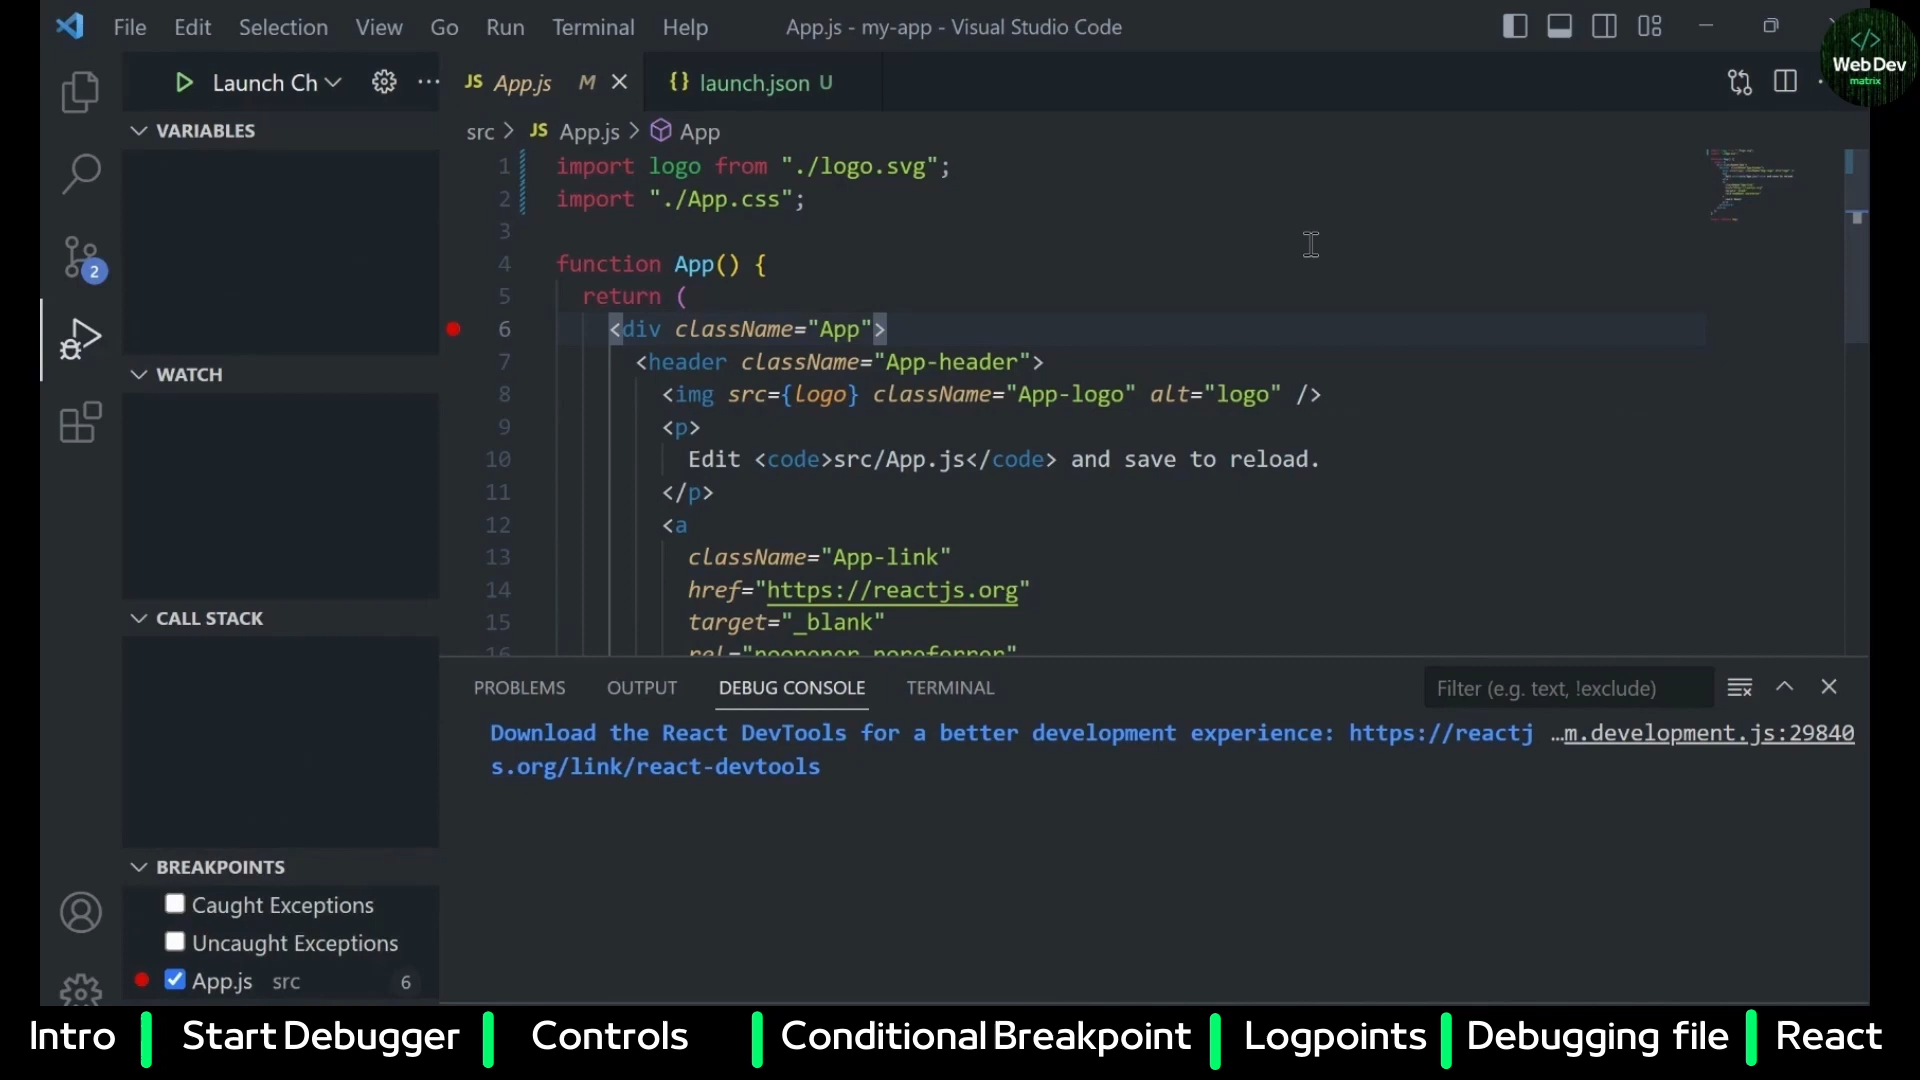 File Edit Selection View Go Run Terminal Help App.js - my-app - Visual Studio Code
</> WebDev matrix
Launch Ch ··· JS App.js M {} launch.json U
src > JS App.js > App
VARIABLES
1 import logo from "./logo.svg";
2 import "./App.css";
3
4 function App() {
5 return (
6 <div className="App">
7 <header className="App-header">
8 <img src={logo} className="App-logo" alt="logo" />
9 <p>
10 Edit <code>src/App.js</code> and save to reload.
11 </p>
12 <a
13 className="App-link"
14 href="https://reactjs.org"
15 target="_blank"
16 rel="noopener noreferrer"
2
WATCH
CALL STACK
BREAKPOINTS
Caught Exceptions
Uncaught Exceptions
App.js src 6
PROBLEMS OUTPUT DEBUG CONSOLE TERMINAL Filter (e.g. text, !exclude)
Download the React DevTools for a better development experience: https://reactj …m.development.js:29840
s.org/link/react-devtools
Intro Start Debugger Controls Conditional Breakpoint Logpoints Debugging file React